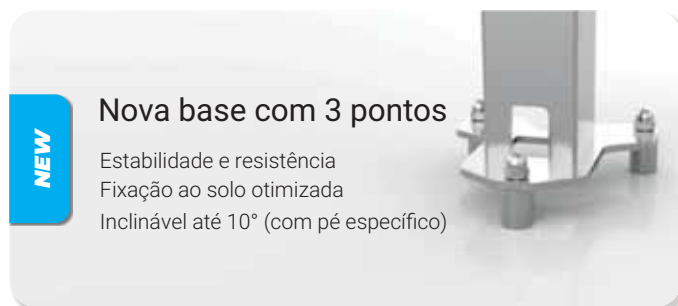 NEW
Nova base com 3 pontos
Estabilidade e resistência
Fixação ao solo otimizada
Inclinável até 10° (com pé específico)